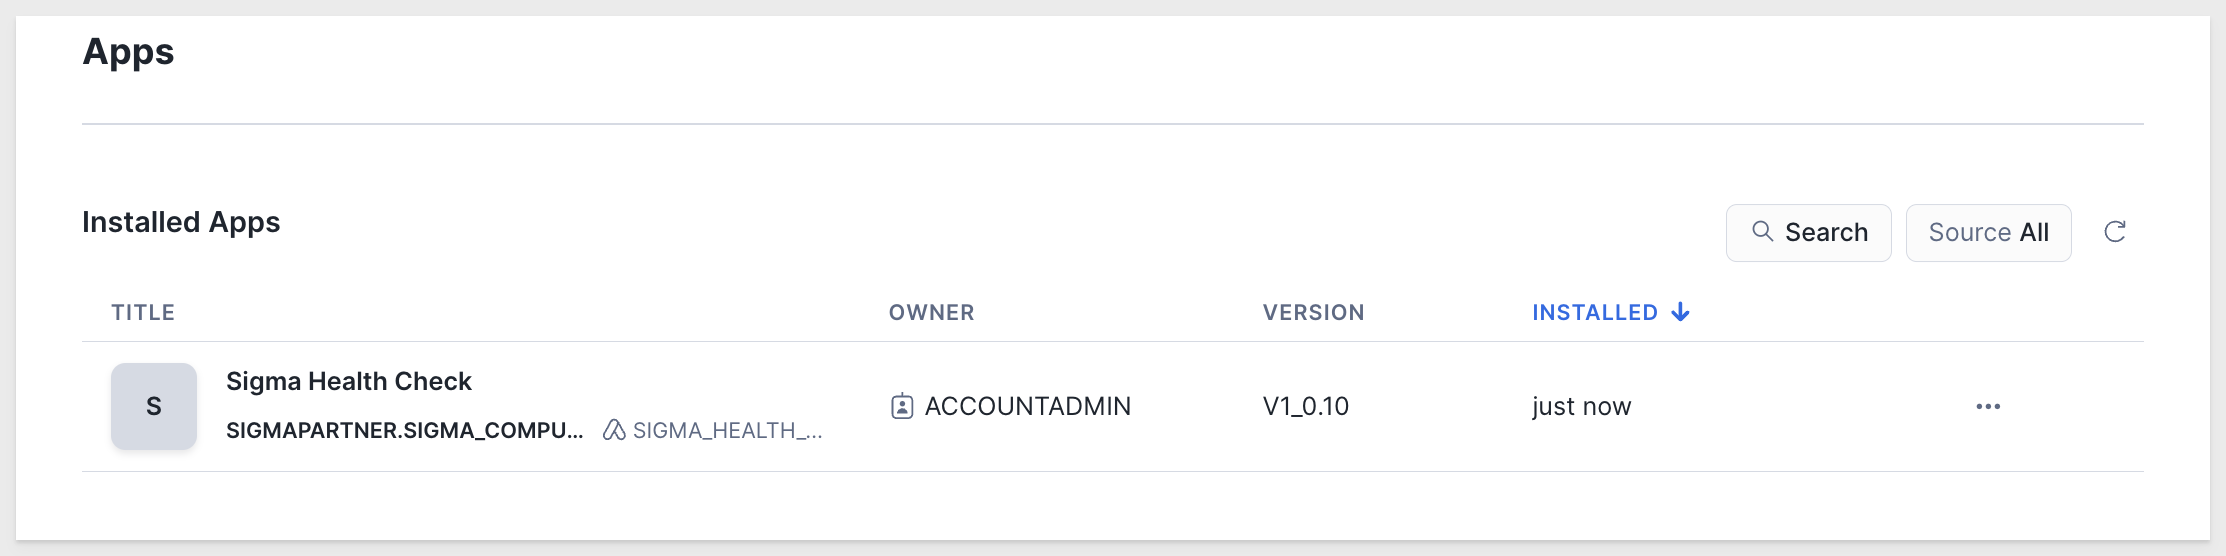 Apps
Installed Apps
Search
Source All
TITLE OWNER VERSION INSTALLED
S
Sigma Health Check
SIGMAPARTNER.SIGMA_COMPU... SIGMA_HEALTH_...
ACCOUNTADMIN V1_0.10 just now